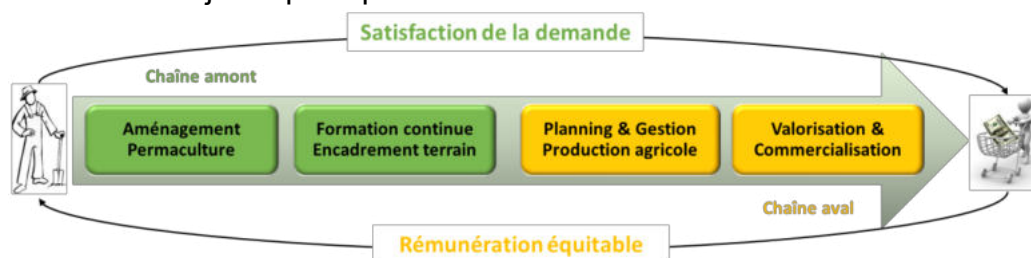 Satisfaction de la demande
Chaîne amont
Aménagement
Permaculture
Formation continue
Encadrement terrain
Planning & Gestion
Production agricole
Valorisation &
Commercialisation
Chaîne aval
Rémunération équitable